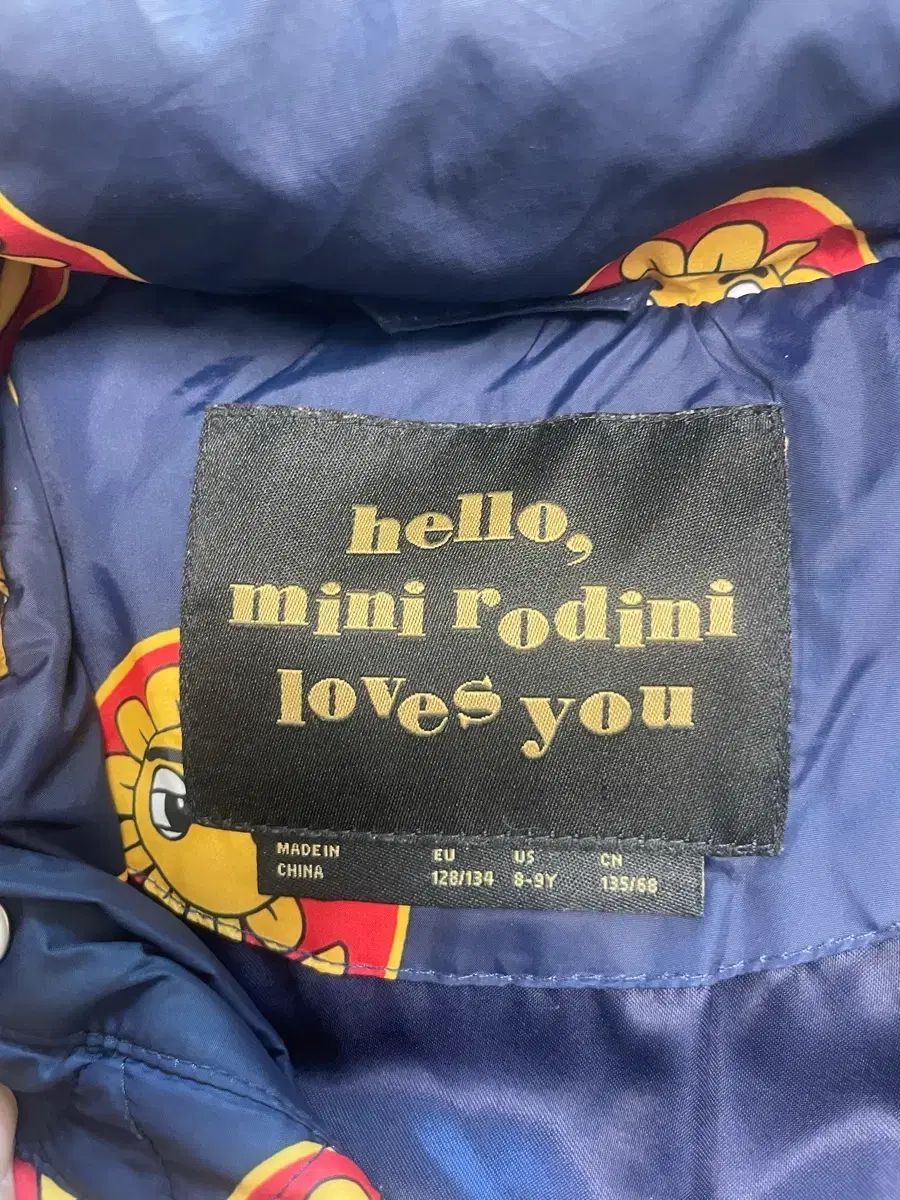 hello,
mini rodini
loves you
MADE IN CHINA
EU 128/134
US 8-9Y
CN 135/68